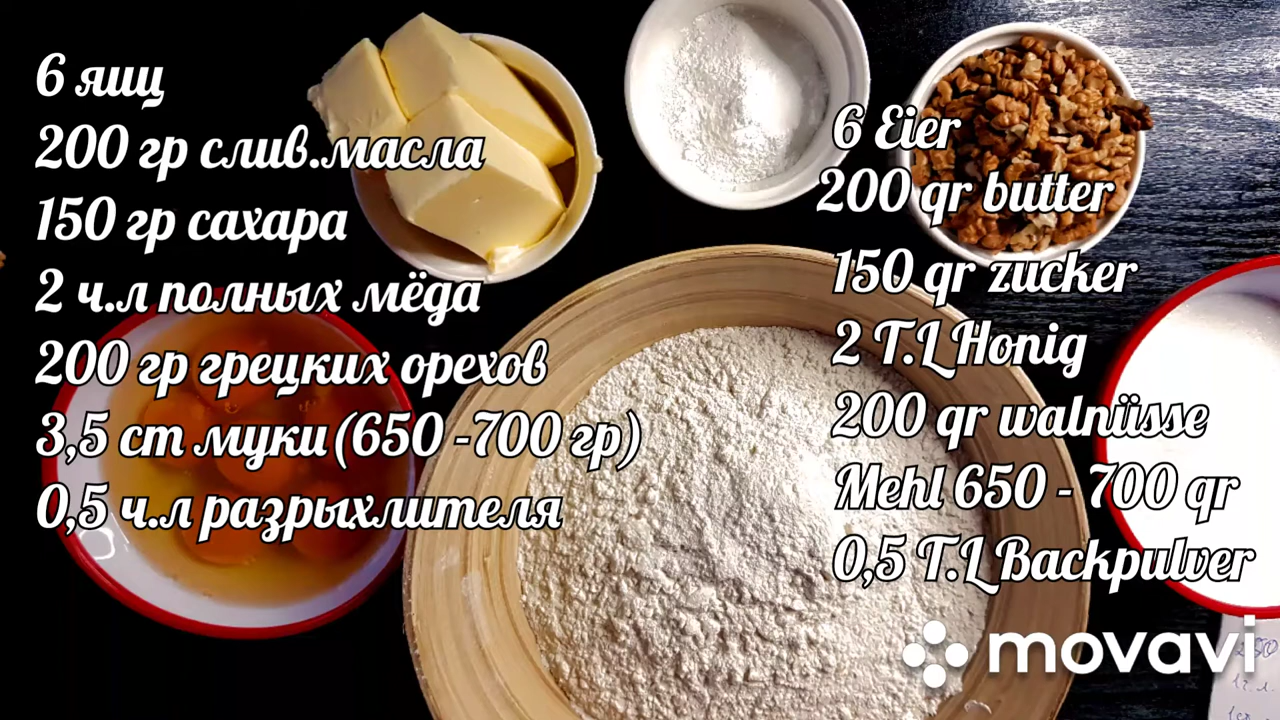 6 яищ
200 гр слив.масла
150 гр сахара
2 ч.л полных мёда
200 гр грецких орехов
3,5 ст муки (650 -700 гр)
0,5 ч.л разрыхлителя
6 Eier
200 qr butter
150 qr zucker
2 T.L Honig
200 qr walnüsse
Mehl 650 - 700 qr
0,5 T.L Backpulver
movavi